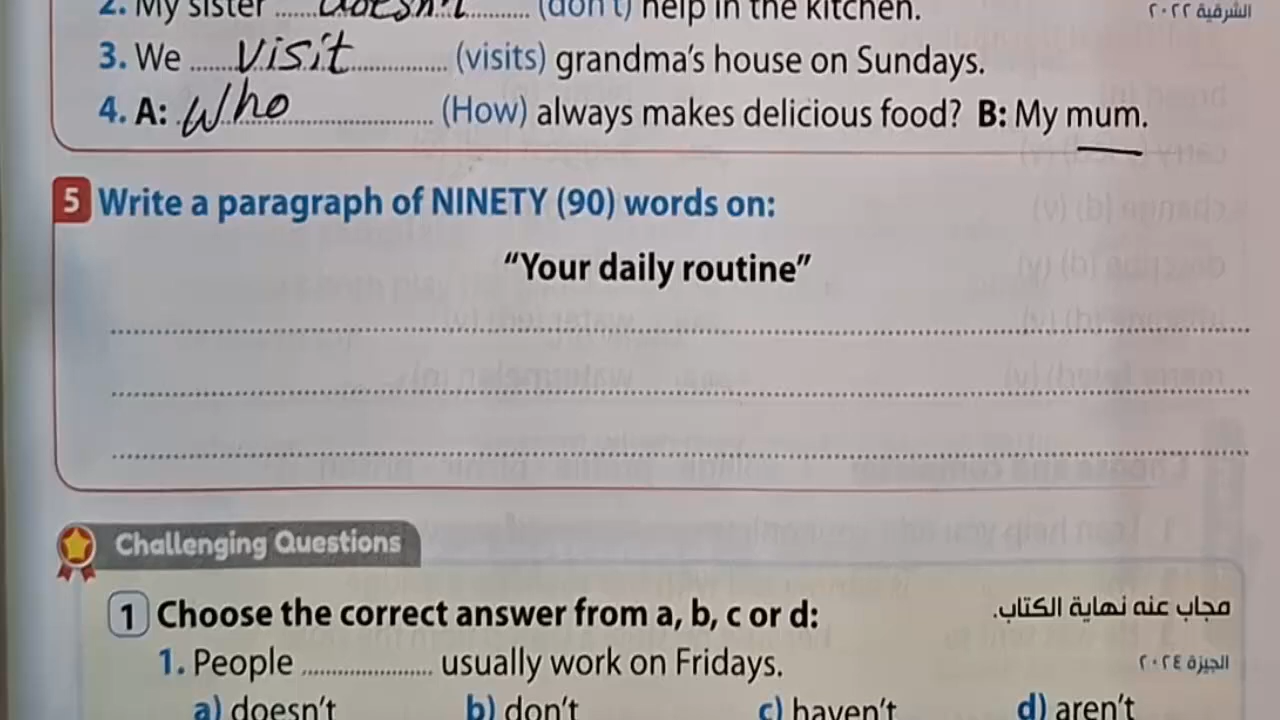 2. My sister ..... doesn't ..... (don't) help in the kitchen. الشرقية ٢٠٢٢
3. We ..... visit ..... (visits) grandma's house on Sundays.
4. A: Who ..... (How) always makes delicious food? B: My mum.
5 Write a paragraph of NINETY (90) words on:
"Your daily routine"
Challenging Questions
1 Choose the correct answer from a, b, c or d: مجاب عنه نهاية الكتاب.
1. People ..... usually work on Fridays. الجيزة ٢٠٢٤
a) doesn't b) don't c) haven't d) aren't